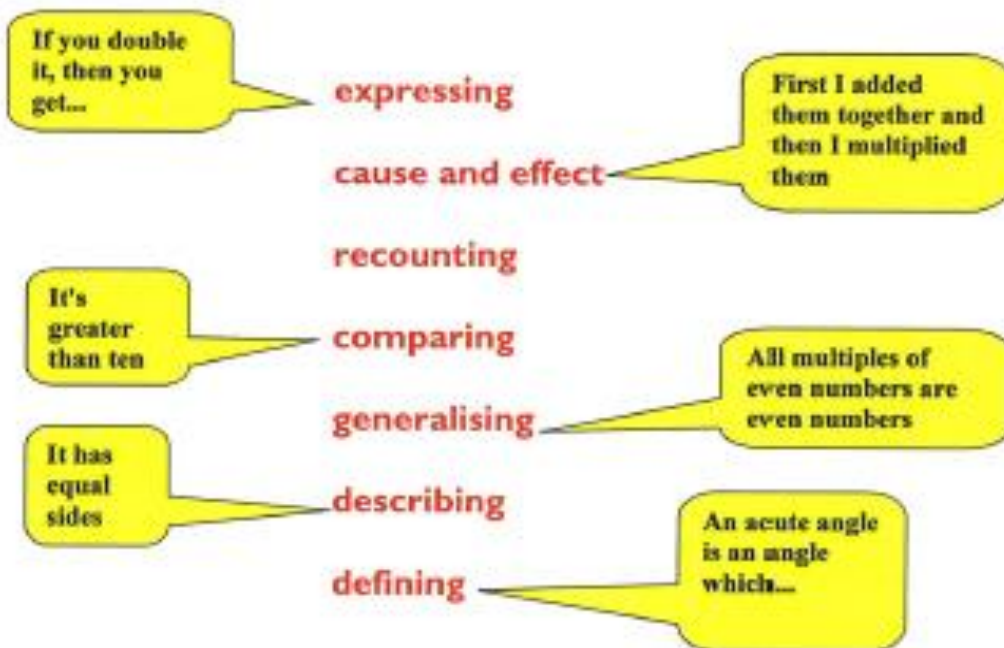 If you double
it, then you
get...
expressing
First I added
them together and
then I multiplied
them
cause and effect
recounting
It's
greater
than ten
comparing
All multiples of
even numbers are
even numbers
generalising
It has
equal
sides
describing
An acute angle
is an angle
which...
defining